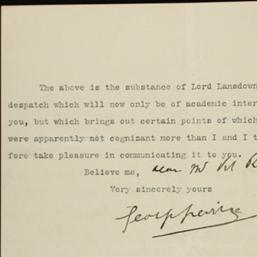 The above is the substance of Lord Lansdown
despatch which will now only be of academic inter
you, but which brings out certain points of which
were apparently not cognizant more than I and I t
fore take pleasure in communicating it to you.
Believe me, dear Mr
Very sincerely yours